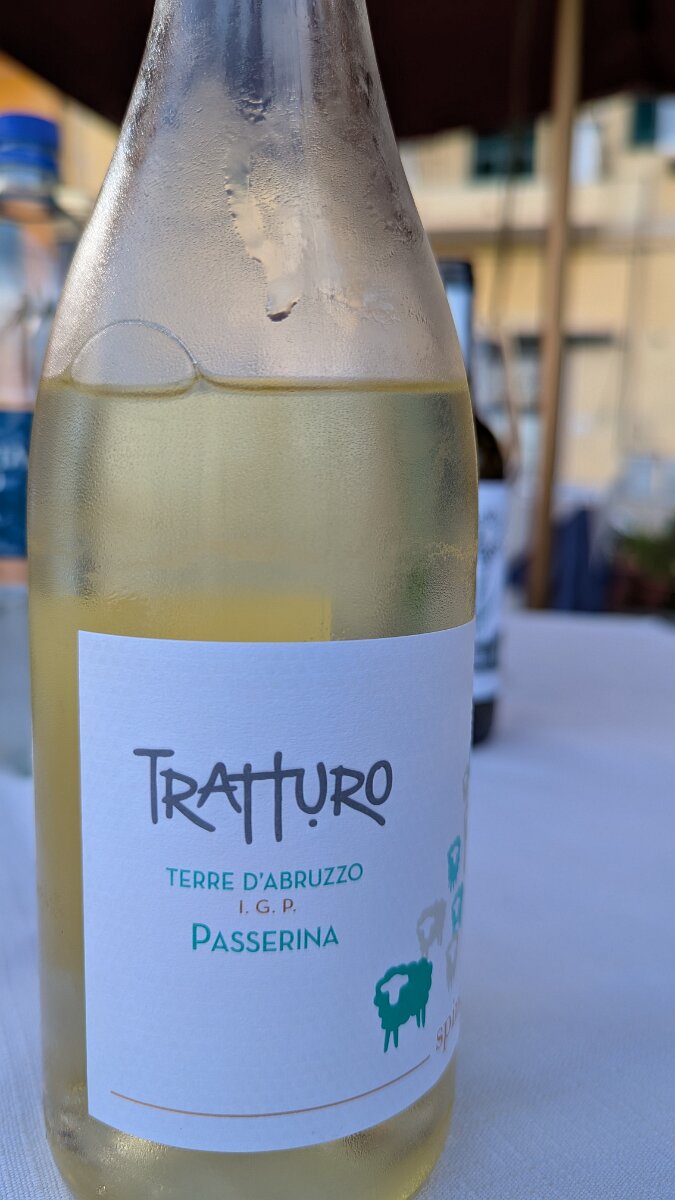 TRATTURO
TERRE D'ABRUZZO
I. G. P.
PASSERINA